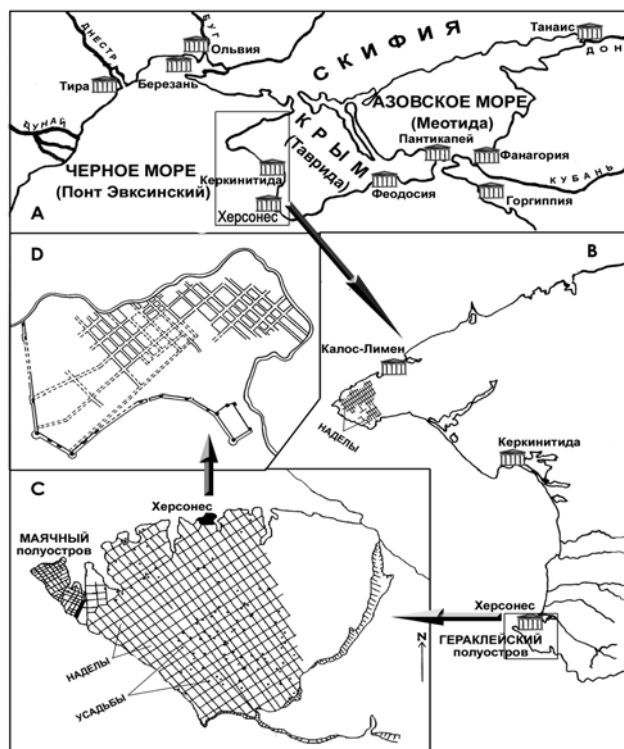 ДНЕСТР
БУГ
Ольвия
Березань
Тира
ДУНАЙ
СКИФИЯ
Танаис
ДОН
АЗОВСКОЕ МОРЕ
(Меотида)
КРЫМ
(Таврида)
Пантикапей
Фанагория
КУБАНЬ
Горгиппия
Феодосия
ЧЕРНОЕ МОРЕ
(Понт Эвксинский)
Керкинитида
Херсонес
A
D
B
Калос-Лимен
НАДЕЛЫ
Керкинитида
Херсонес
ГЕРАКЛЕЙСКИЙ
полуостров
C
Херсонес
МАЯЧНЫЙ
полуостров
НАДЕЛЫ
УСАДЬБЫ
N